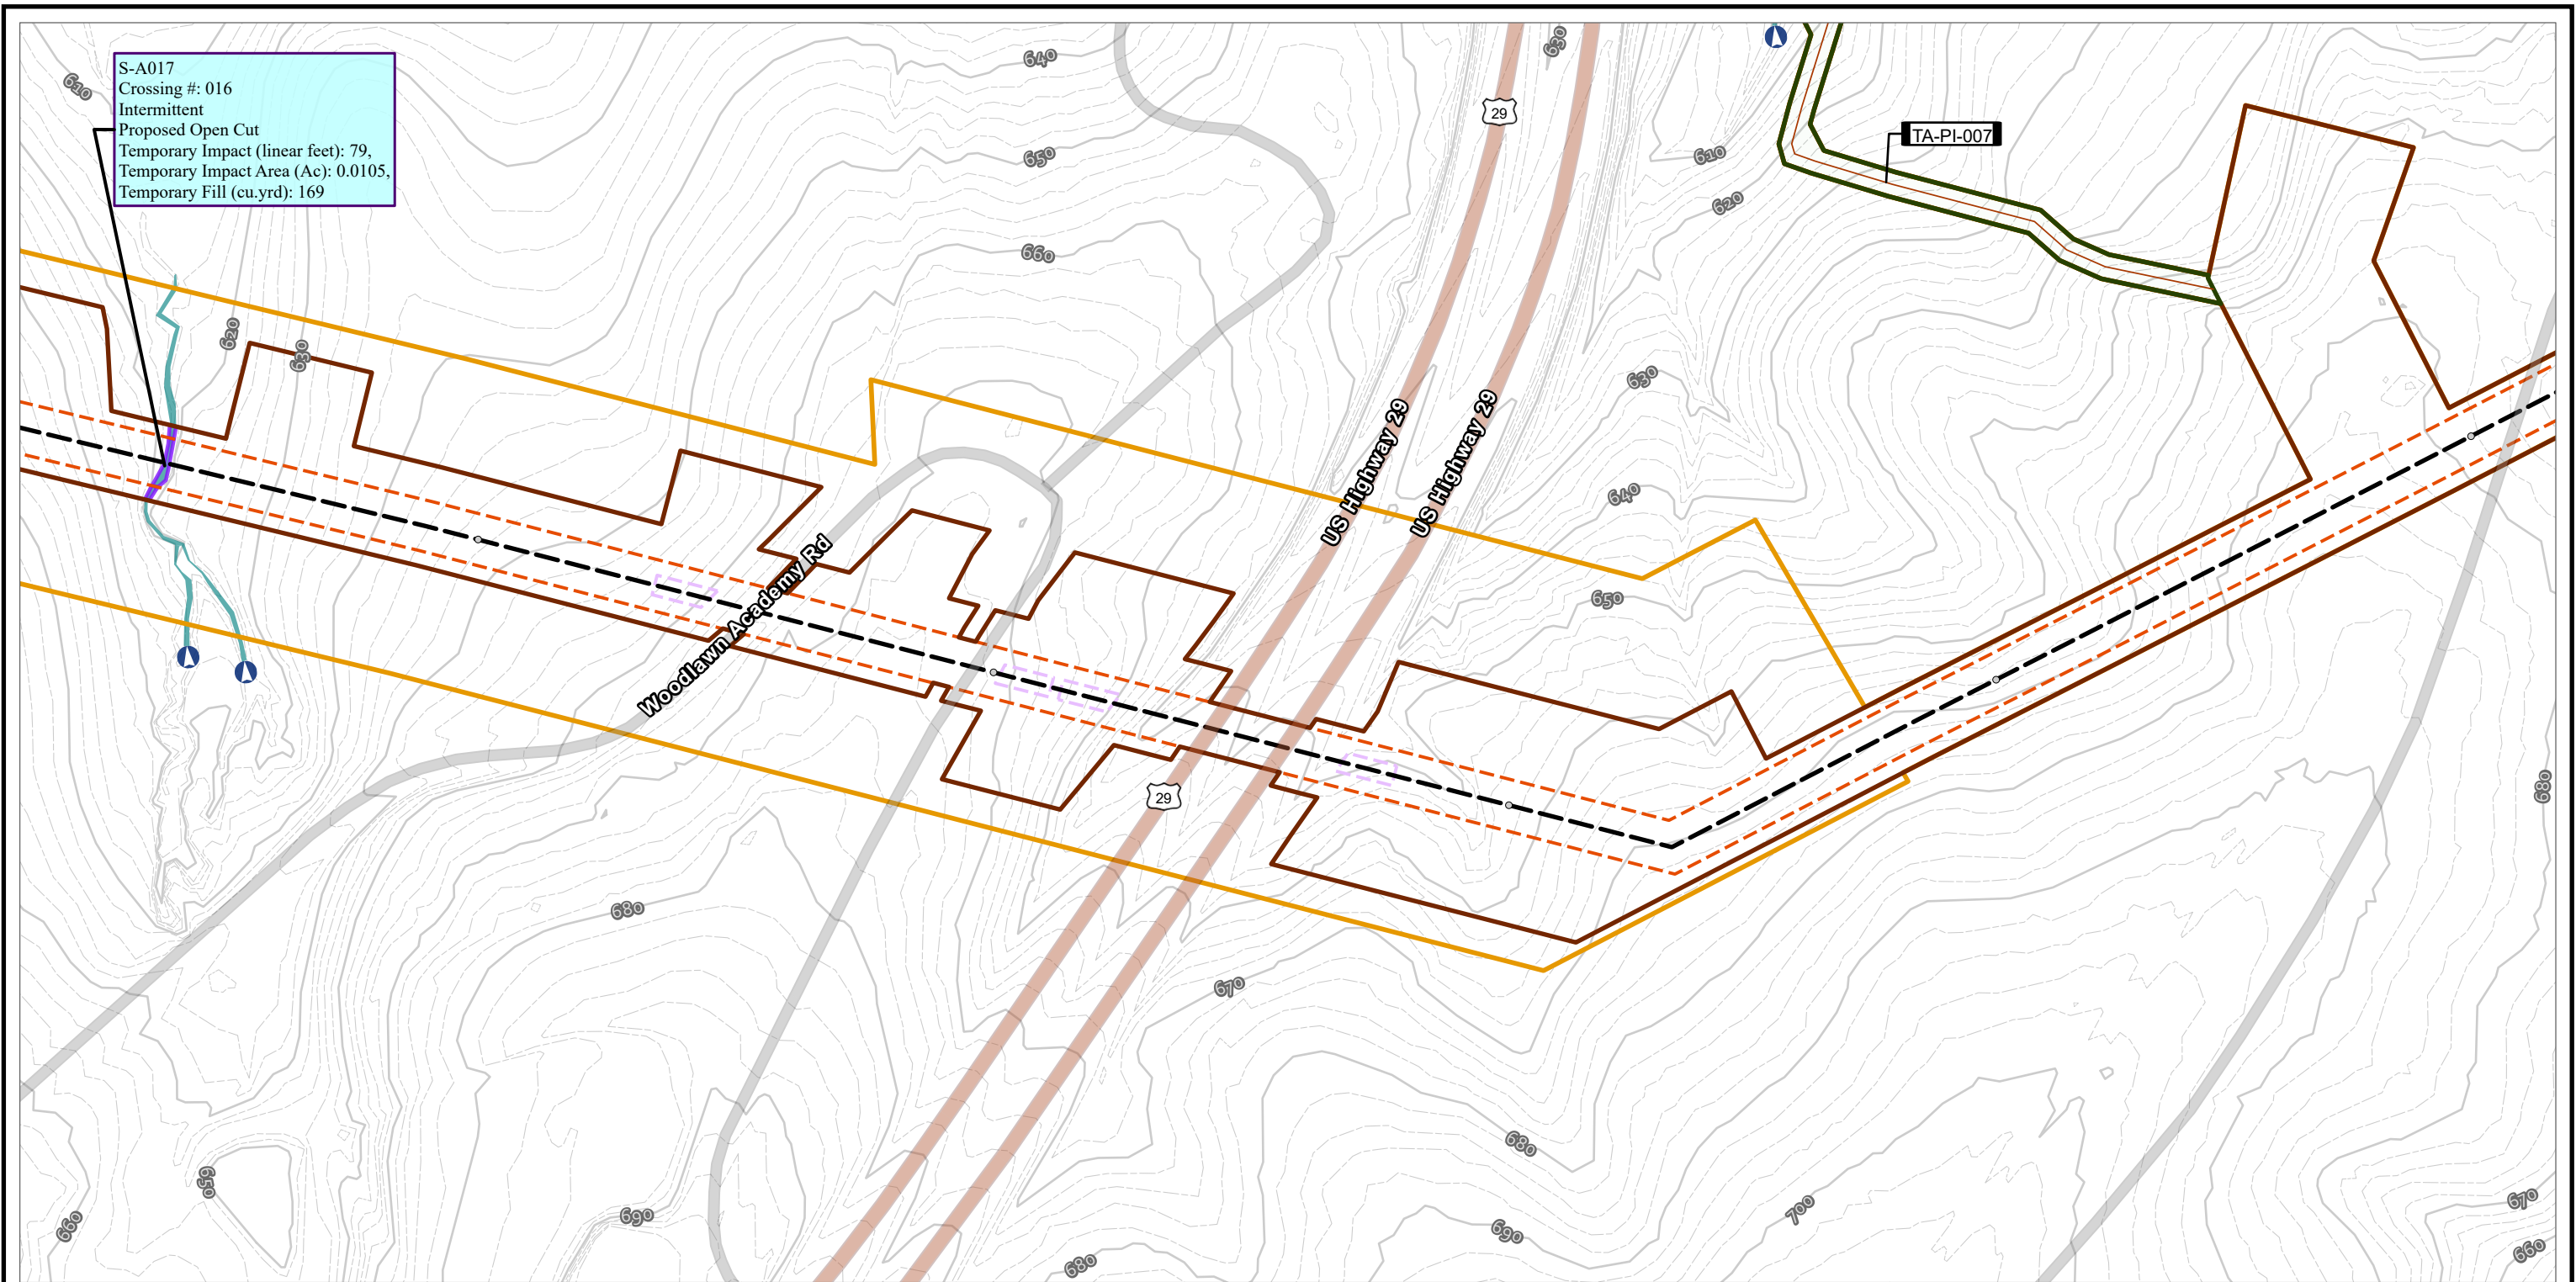 S-A017
Crossing #: 016
Intermittent
Proposed Open Cut
Temporary Impact (linear feet): 79,
Temporary Impact Area (Ac): 0.0105,
Temporary Fill (cu.yrd): 169
610
640
630
29
650
610
TA-PI-007
620
660
620
630
630
US Highway 29
US Highway 29
640
Woodlawn Academy Rd
650
29
680
680
670
680
650
660
690
690
700
670
680
660